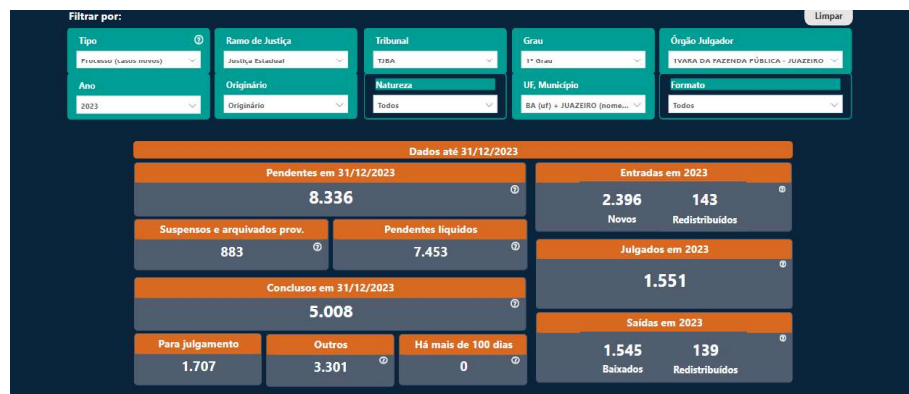 Filtrar por:
Limpar
Tipo
Ramo de Justiça
Tribunal
Grau
Órgão Julgador
Processo (casos novos)
Justiça Estadual
TJBA
1º Grau
1VARA DA FAZENDA PÚBLICA - JUAZEIRO
Ano
Originário
Natureza
UF, Município
Formato
2023
Originário
Todos
BA (uf) + JUAZEIRO (nome...
Todos
Dados até 31/12/2023
Pendentes em 31/12/2023
8.336
Entradas em 2023
2.396
143
Novos
Redistribuídos
Suspensos e arquivados prov.
883
Pendentes líquidos
7.453
Julgados em 2023
1.551
Conclusos em 31/12/2023
5.008
Saídas em 2023
1.545
139
Baixados
Redistribuídos
Para julgamento
1.707
Outros
3.301
Há mais de 100 dias
0